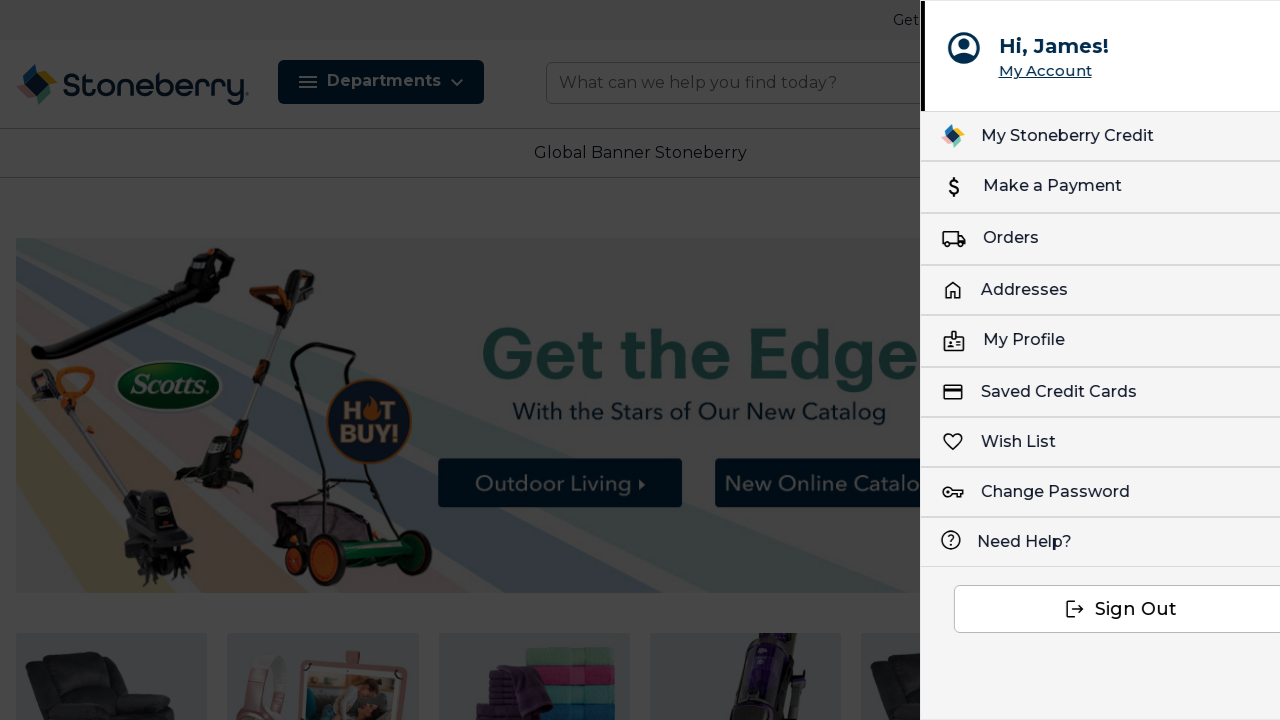 Get
Stoneberry
Departments
What can we help you find today?
Global Banner Stoneberry
Scotts
HOT
BUY!
Get the Edge
With the Stars of Our New Catalog
Outdoor Living
New Online Catalo
Hi, James!
My Account
My Stoneberry Credit
Make a Payment
Orders
Addresses
My Profile
Saved Credit Cards
Wish List
Change Password
Need Help?
Sign Out